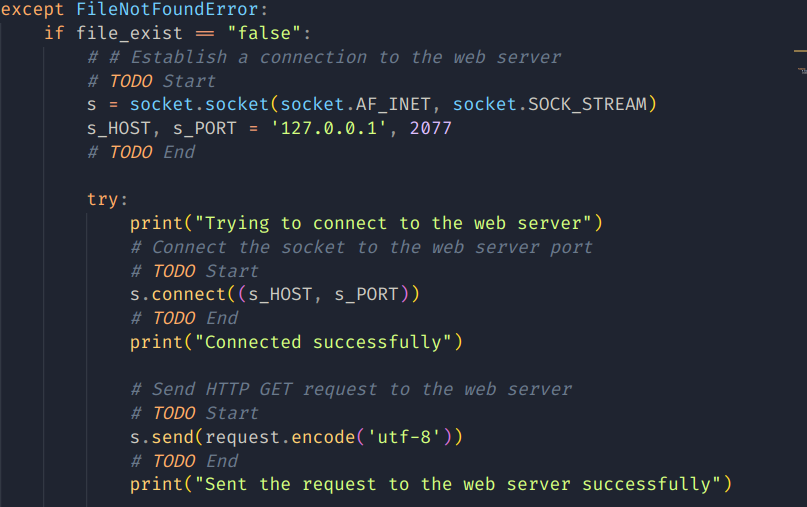 except FileNotFoundError:
if file_exist == "false":
# # Establish a connection to the web server
# TODO Start
s = socket.socket(socket.AF_INET, socket.SOCK_STREAM)
s_HOST, s_PORT = '127.0.0.1', 2077
# TODO End
try:
print("Trying to connect to the web server")
# Connect the socket to the web server port
# TODO Start
s.connect((s_HOST, s_PORT))
# TODO End
print("Connected successfully")
# Send HTTP GET request to the web server
# TODO Start
s.send(request.encode('utf-8'))
# TODO End
print("Sent the request to the web server successfully")